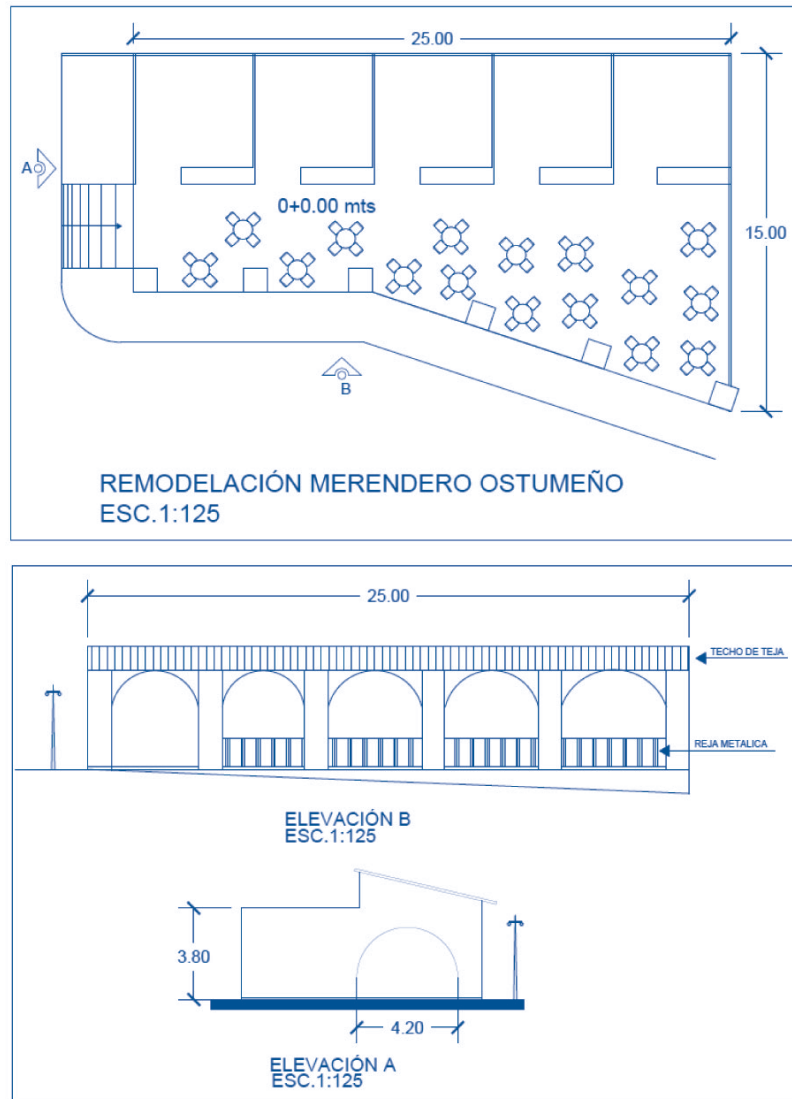 25.00
A
0+0.00 mts
15.00
B
REMODELACIÓN MERENDERO OSTUMEÑO
ESC.1:125
25.00
TECHO DE TEJA
REJA METALICA
ELEVACIÓN B
ESC.1:125
3.80
4.20
ELEVACIÓN A
ESC.1:125